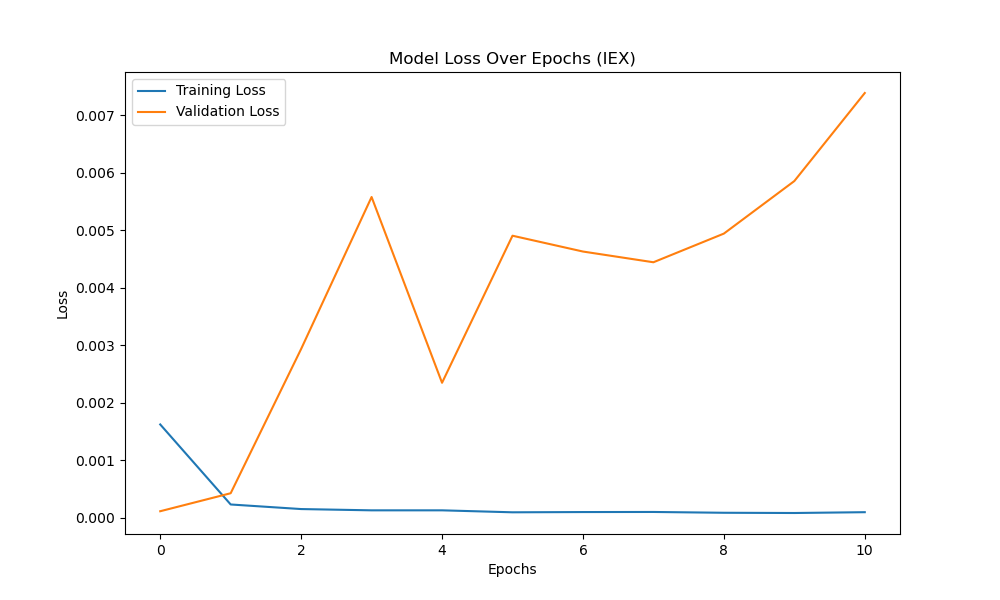 Model Loss Over Epochs (IEX)
Training Loss
Validation Loss
0.007
0.006
0.005
0.004
0.003
0.002
0.001
0.000
Loss
0 2 4 6 8 10
Epochs